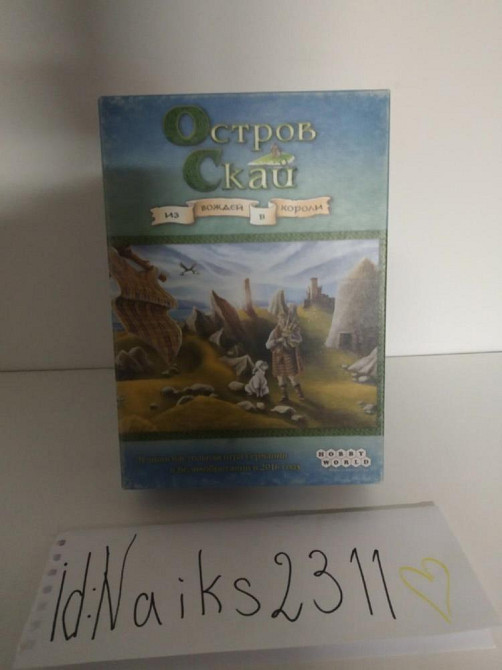 Остров
Скай
из вождей в короли
HOBBY
WORLD
id:Naiks2311